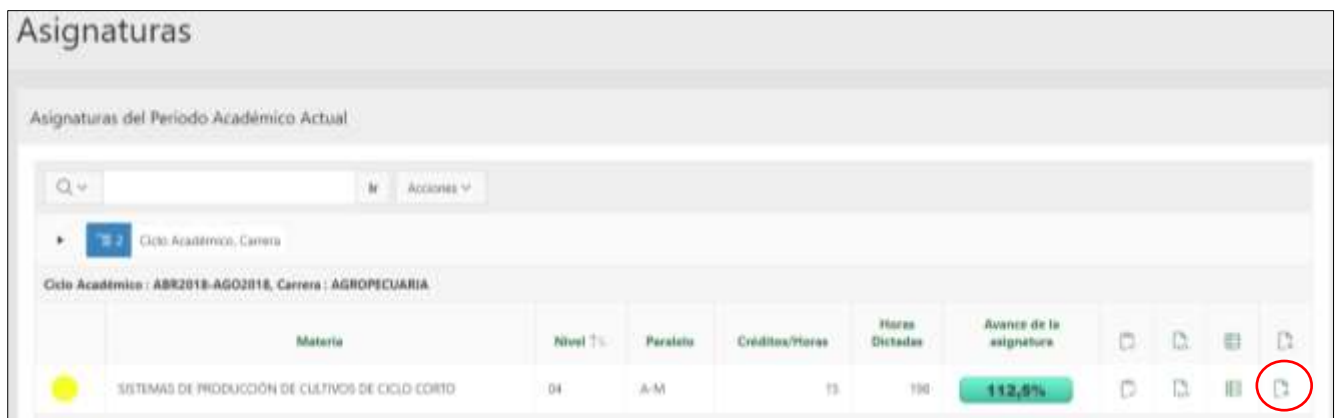 Asignaturas
Asignaturas del Periodo Académico Actual
Ir Acciones
2 Ciclo Académico, Carrera
Ciclo Académico : ABR2018-AGO2018, Carrera : AGROPECUARIA
Materia Nivel Paralelo Créditos/Horas Horas Dictadas Avance de la asignatura
SISTEMAS DE PRODUCCIÓN DE CULTIVOS DE CICLO CORTO 04 A-M 198 112,5%